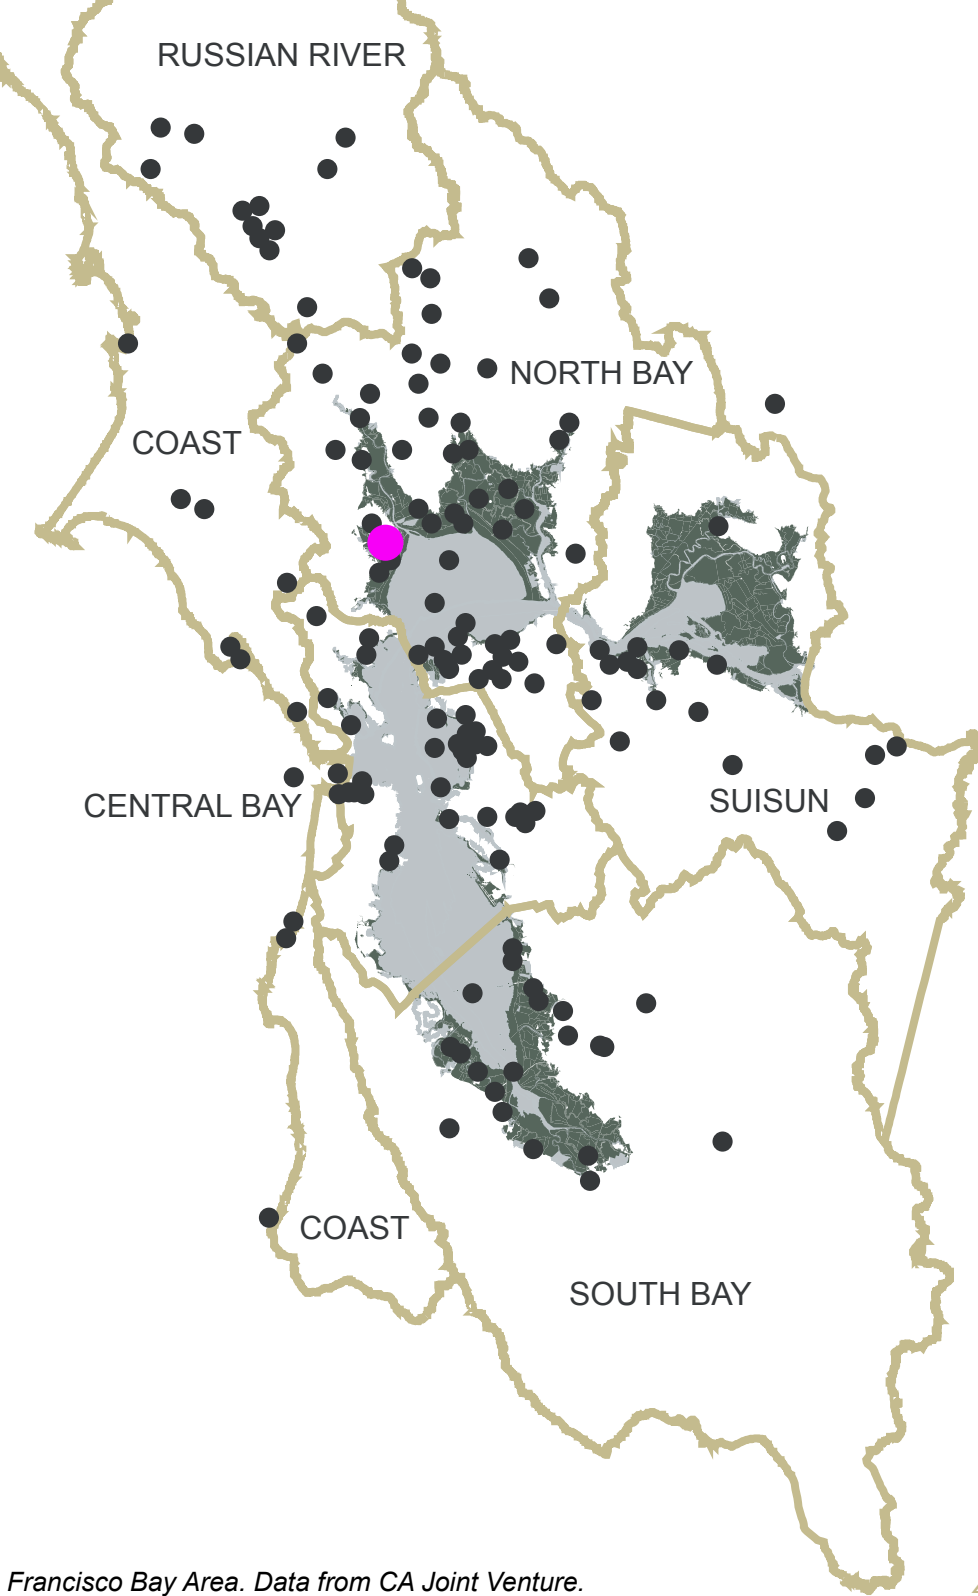 RUSSIAN RIVER
NORTH BAY
COAST
SUISUN
CENTRAL BAY
COAST
SOUTH BAY
Francisco Bay Area. Data from CA Joint Venture.